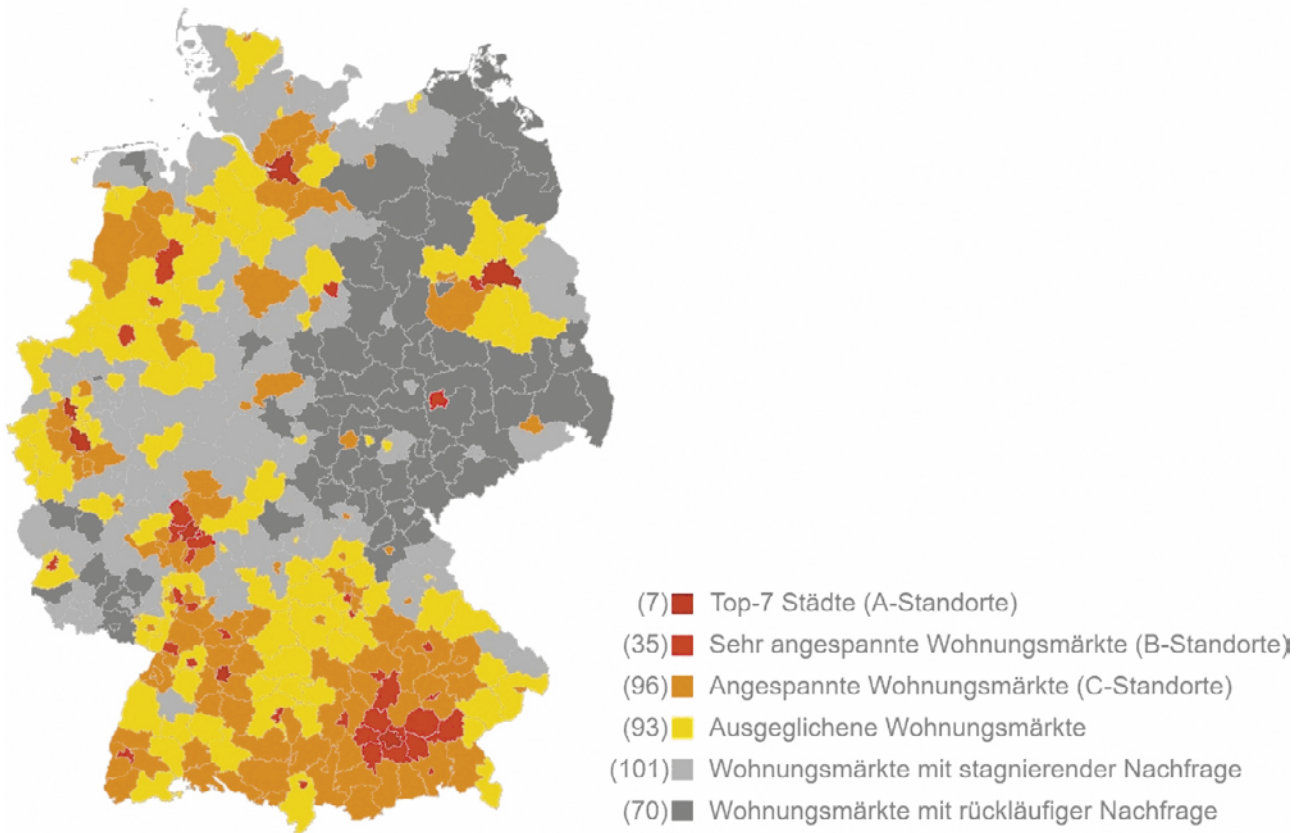 (7) Top-7 Städte (A-Standorte)
(35) Sehr angespannte Wohnungsmärkte (B-Standorte)
(96) Angespannte Wohnungsmärkte (C-Standorte)
(93) Ausgeglichene Wohnungsmärkte
(101) Wohnungsmärkte mit stagnierender Nachfrage
(70) Wohnungsmärkte mit rückläufiger Nachfrage